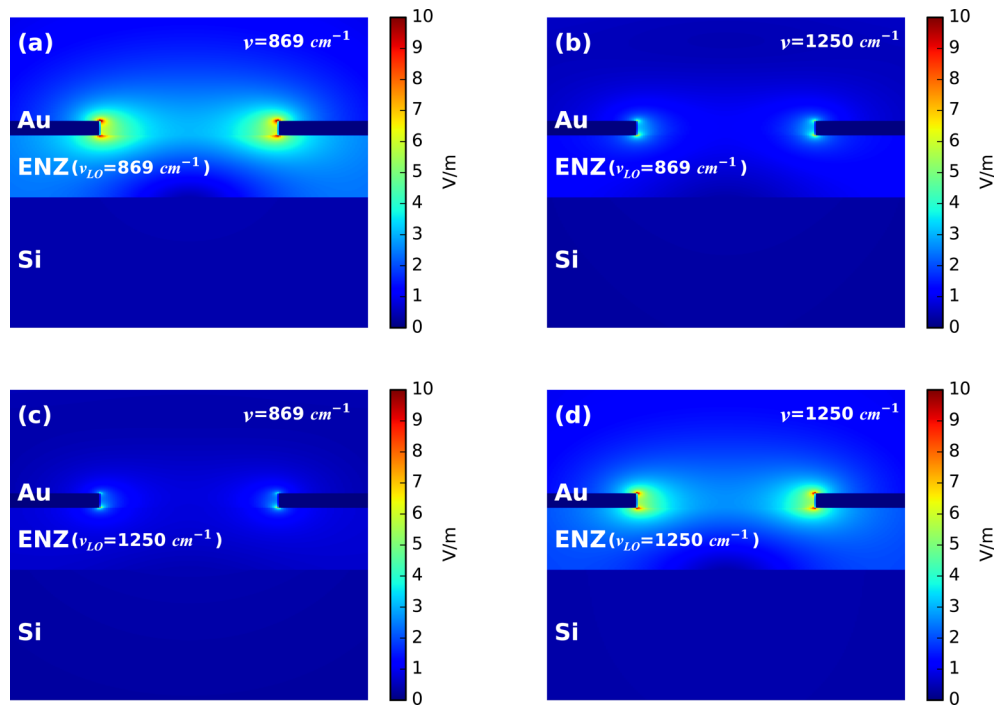 (a) ν=869 cm⁻¹
Au
ENZ(ν_LO=869 cm⁻¹)
Si
10
9
8
7
6
5
4
3
2
1
0
V/m
(b) ν=1250 cm⁻¹
Au
ENZ(ν_LO=869 cm⁻¹)
Si
10
9
8
7
6
5
4
3
2
1
0
V/m
(c) ν=869 cm⁻¹
Au
ENZ(ν_LO=1250 cm⁻¹)
Si
10
9
8
7
6
5
4
3
2
1
0
V/m
(d) ν=1250 cm⁻¹
Au
ENZ(ν_LO=1250 cm⁻¹)
Si
10
9
8
7
6
5
4
3
2
1
0
V/m